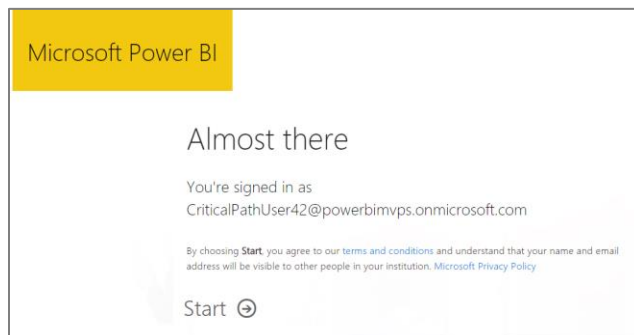 Microsoft Power BI
Almost there
You're signed in as
CriticalPathUser42@powerbimvps.onmicrosoft.com
By choosing Start, you agree to our terms and conditions and understand that your name and email
address will be visible to other people in your institution. Microsoft Privacy Policy
Start